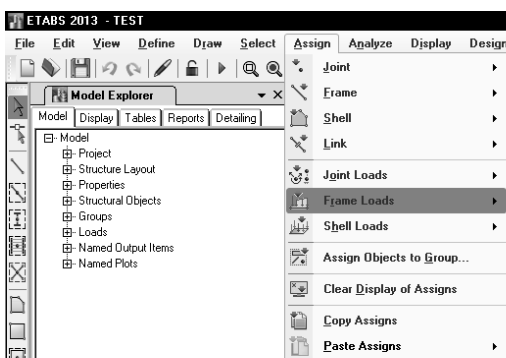 ETABS 2013 - TEST
File Edit View Define Draw Select Assign Analyze Display Design
Model Explorer
Model Display Tables Reports Detailing
Model
Project
Structure Layout
Properties
Structural Objects
Groups
Loads
Named Output Items
Named Plots
Joint
Frame
Shell
Link
Joint Loads
Frame Loads
Shell Loads
Assign Objects to Group...
Clear Display of Assigns
Copy Assigns
Paste Assigns